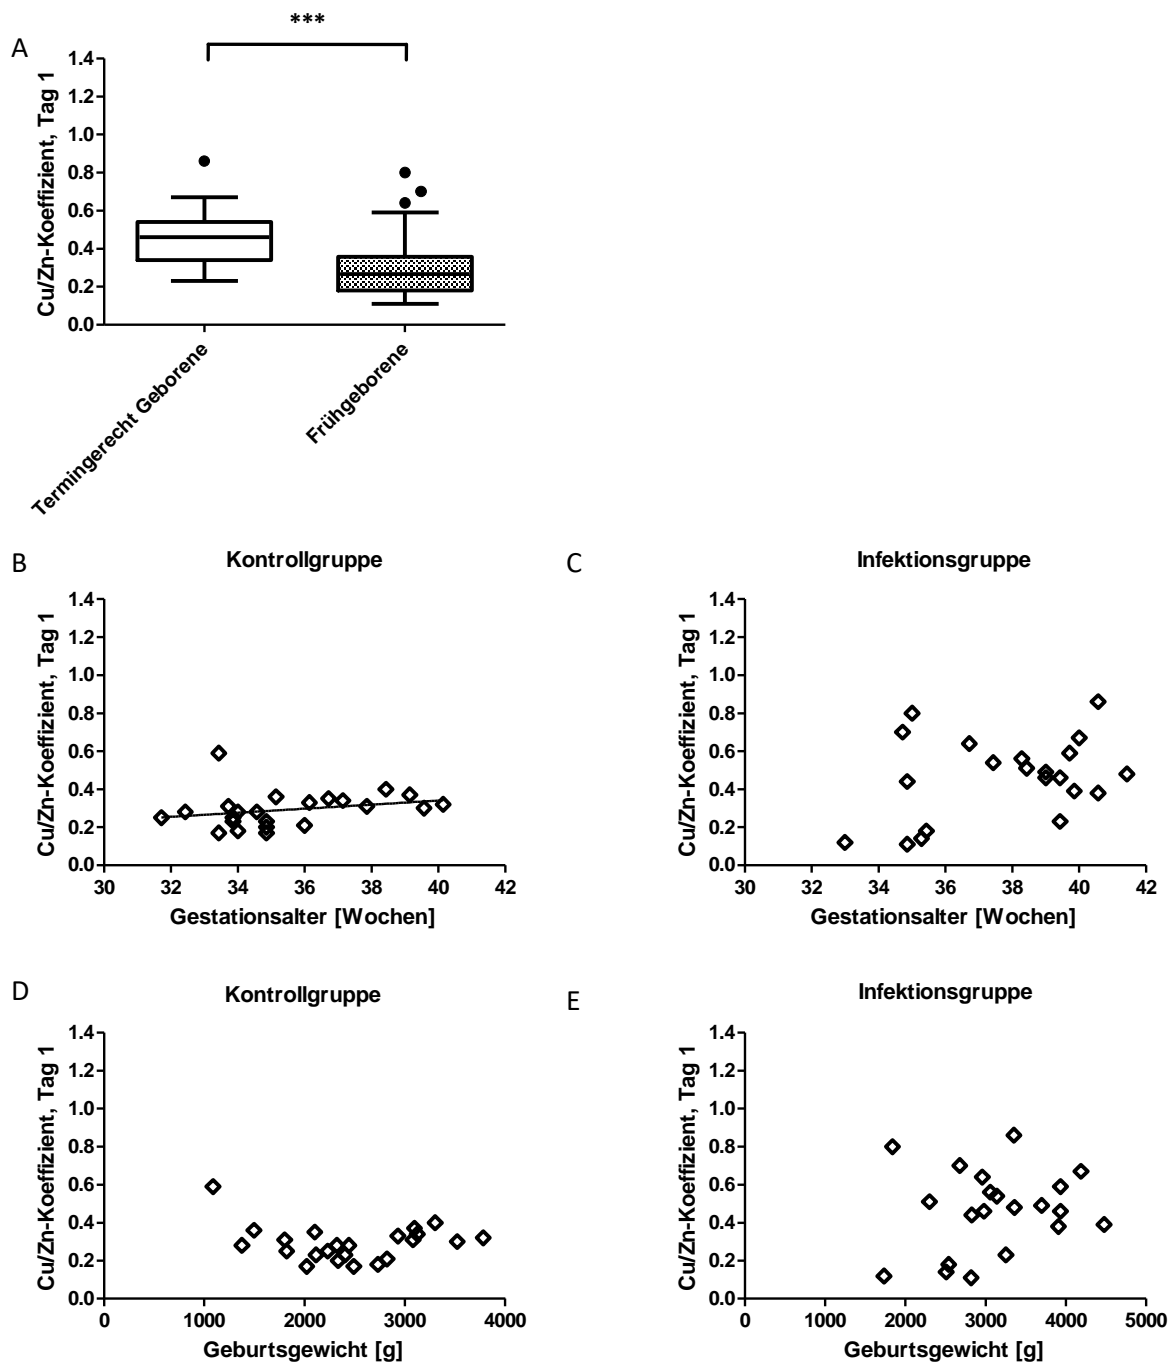 A
***
Cu/Zn-Koeffizient, Tag 1
1.4
1.2
1.0
0.8
0.6
0.4
0.2
0.0
Termingerecht Geborene
Frühgeborene
B
Kontrollgruppe
Cu/Zn-Koeffizient, Tag 1
1.4
1.2
1.0
0.8
0.6
0.4
0.2
0.0
30 32 34 36 38 40 42
Gestationsalter [Wochen]
C
Infektionsgruppe
Cu/Zn-Koeffizient, Tag 1
1.4
1.2
1.0
0.8
0.6
0.4
0.2
0.0
30 32 34 36 38 40 42
Gestationsalter [Wochen]
D
Kontrollgruppe
Cu/Zn-Koeffizient, Tag 1
1.4
1.2
1.0
0.8
0.6
0.4
0.2
0.0
0 1000 2000 3000 4000
Geburtsgewicht [g]
E
Infektionsgruppe
Cu/Zn-Koeffizient, Tag 1
1.4
1.2
1.0
0.8
0.6
0.4
0.2
0.0
0 1000 2000 3000 4000 5000
Geburtsgewicht [g]